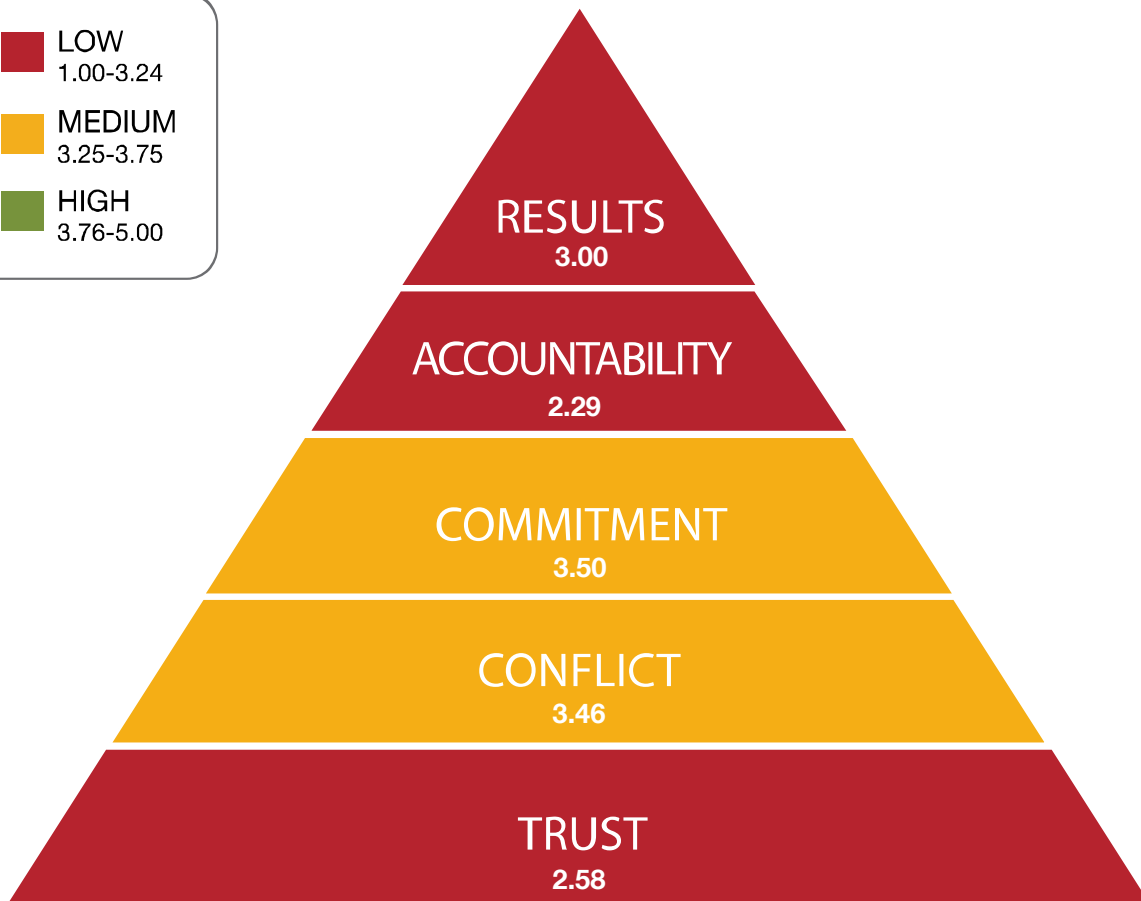 LOW
1.00-3.24
MEDIUM
3.25-3.75
HIGH
3.76-5.00
RESULTS
3.00
ACCOUNTABILITY
2.29
COMMITMENT
3.50
CONFLICT
3.46
TRUST
2.58